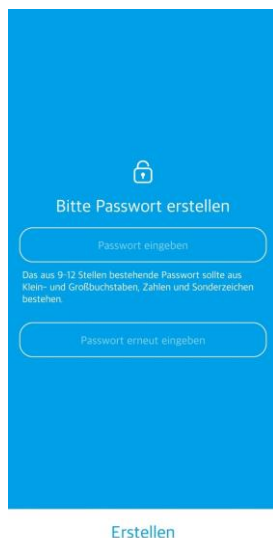 Bitte Passwort erstellen
Passwort eingeben
Das aus 9-12 Stellen bestehende Passwort sollte aus
Klein- und Großbuchstaben, Zahlen und Sonderzeichen
bestehen.
Passwort erneut eingeben
Erstellen